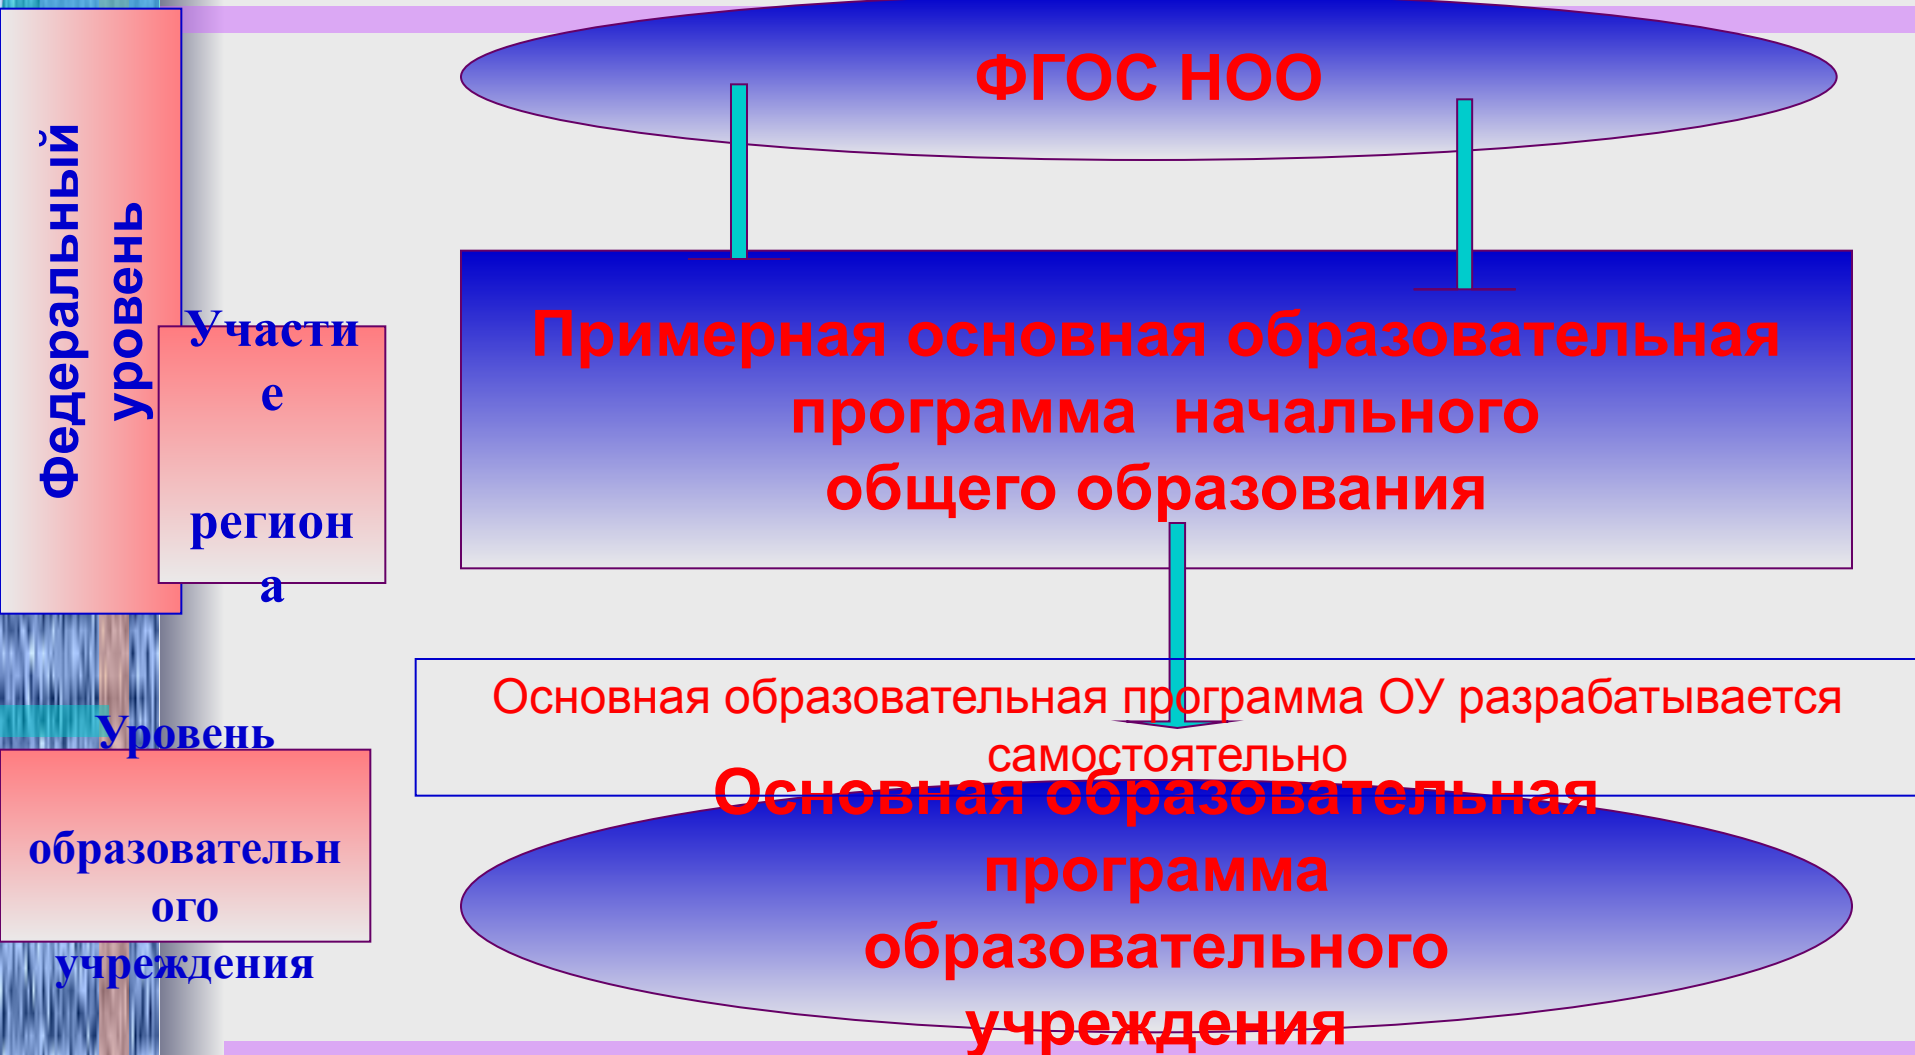 ФГОС НОО
Федеральный
уровень
Участи
е
регион
а
Примерная основная образовательная
программа начального
общего образования
Основная образовательная программа ОУ разрабатывается
самостоятельно
Уровень
образовательн
ого
учреждения
Основная образовательная
программа
образовательного
учреждения